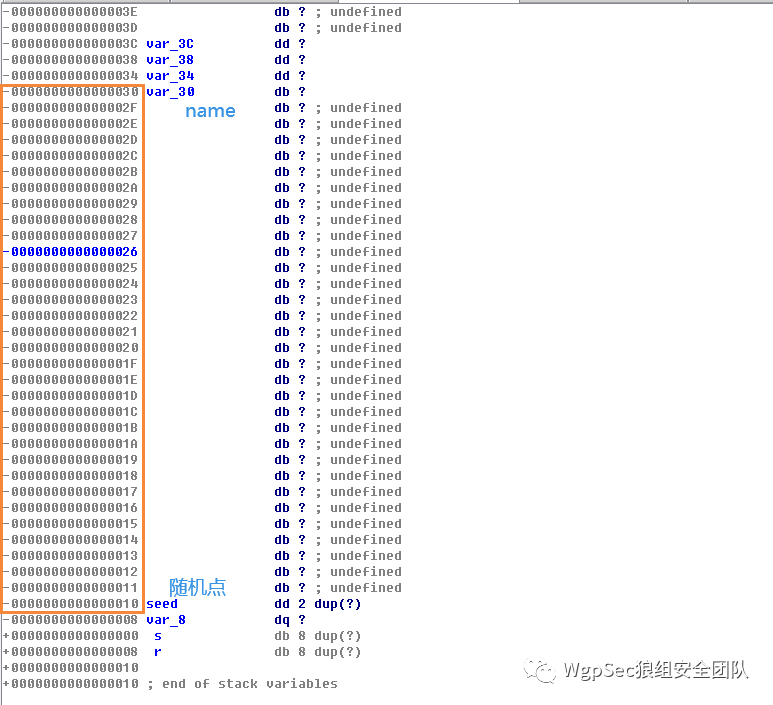 -000000000000003E db ? ; undefined
-000000000000003D db ? ; undefined
-000000000000003C var_3C dd ?
-0000000000000038 var_38 dd ?
-0000000000000034 var_34 dd ?
-0000000000000030 var_30 db ?
-000000000000002F db ? ; undefined
name
-000000000000002E db ? ; undefined
-000000000000002D db ? ; undefined
-000000000000002C db ? ; undefined
-000000000000002B db ? ; undefined
-000000000000002A db ? ; undefined
-0000000000000029 db ? ; undefined
-0000000000000028 db ? ; undefined
-0000000000000027 db ? ; undefined
-0000000000000026 db ? ; undefined
-0000000000000025 db ? ; undefined
-0000000000000024 db ? ; undefined
-0000000000000023 db ? ; undefined
-0000000000000022 db ? ; undefined
-0000000000000021 db ? ; undefined
-0000000000000020 db ? ; undefined
-000000000000001F db ? ; undefined
-000000000000001E db ? ; undefined
-000000000000001D db ? ; undefined
-000000000000001C db ? ; undefined
-000000000000001B db ? ; undefined
-000000000000001A db ? ; undefined
-0000000000000019 db ? ; undefined
-0000000000000018 db ? ; undefined
-0000000000000017 db ? ; undefined
-0000000000000016 db ? ; undefined
-0000000000000015 db ? ; undefined
-0000000000000014 db ? ; undefined
-0000000000000013 db ? ; undefined
-0000000000000012 db ? ; undefined
-0000000000000011 db ? ; undefined
随机点
-0000000000000010 seed dd 2 dup(?)
-0000000000000008 var_8 dq ?
+0000000000000000 s db 8 dup(?)
+0000000000000008 r db 8 dup(?)
+0000000000000010
+0000000000000010 ; end of stack variables
WgpSec狼组安全团队